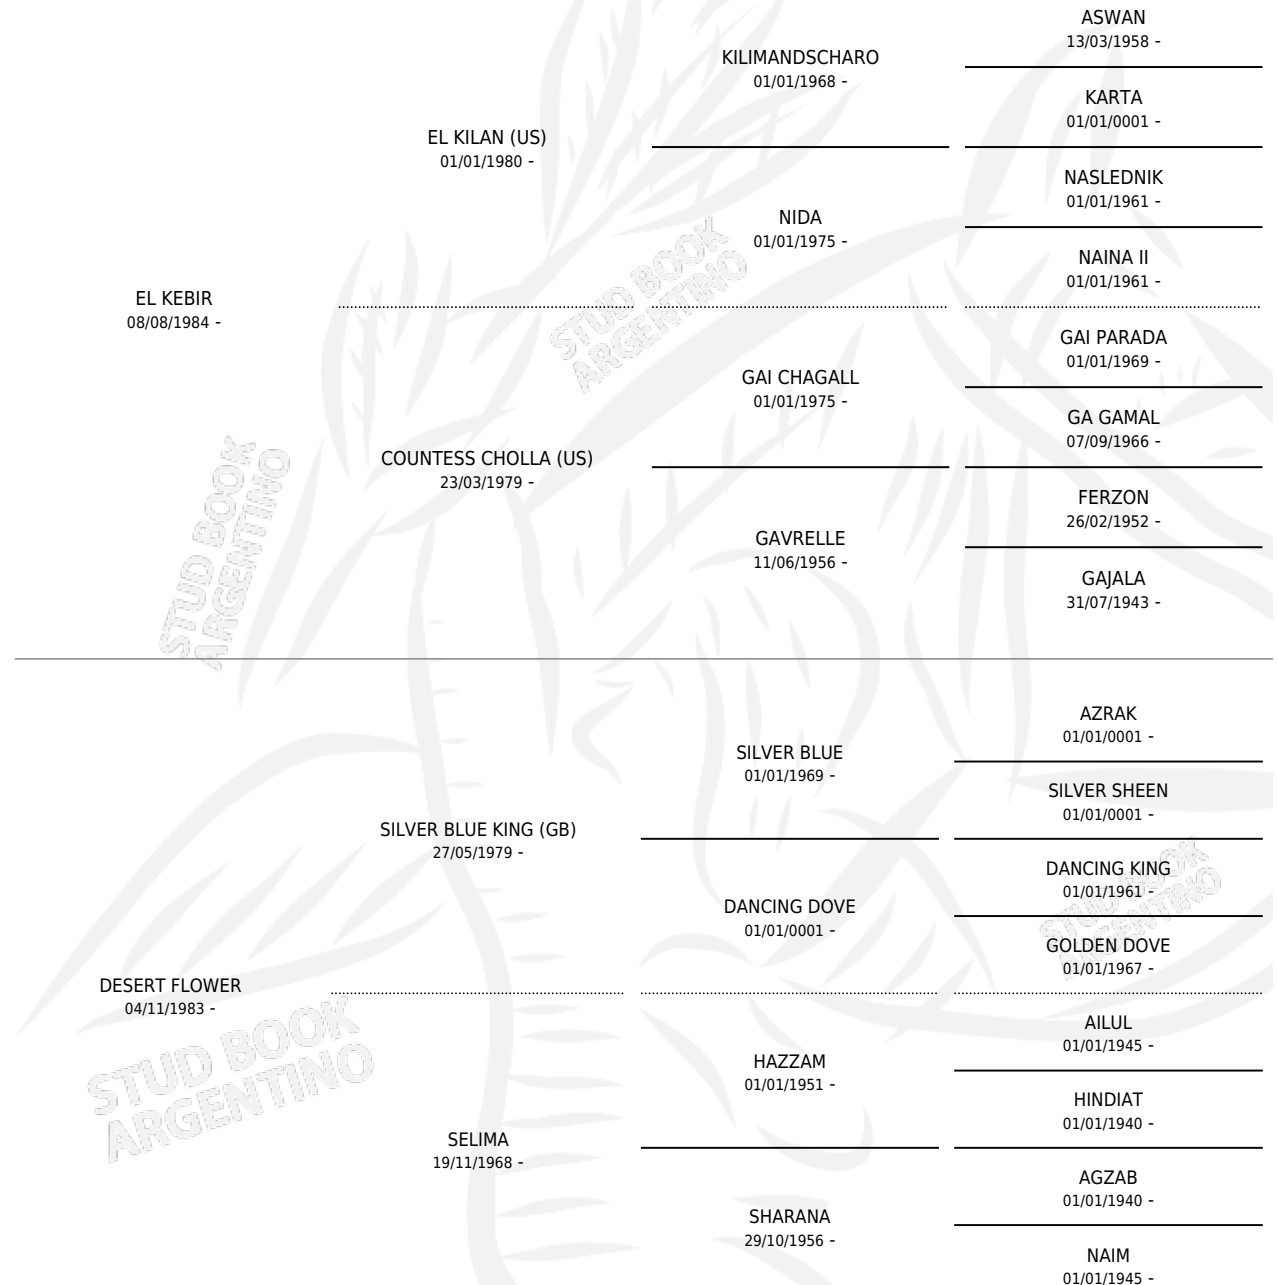 ASWAN
13/03/1958 -
KILIMANDSCHARO
01/01/1968 -
KARTA
01/01/0001 -
EL KILAN (US)
01/01/1980 -
NASLEDNIK
01/01/1961 -
NIDA
01/01/1975 -
NAINA II
01/01/1961 -
EL KEBIR
08/08/1984 -
GAI PARADA
01/01/1969 -
GAI CHAGALL
01/01/1975 -
GA GAMAL
07/09/1966 -
COUNTESS CHOLLA (US)
23/03/1979 -
FERZON
26/02/1952 -
GAVRELLE
11/06/1956 -
GAJALA
31/07/1943 -
STUD BOOK
ARGENTINO
STUD BOOK
ARGENTINO
AZRAK
01/01/0001 -
SILVER BLUE
01/01/1969 -
SILVER SHEEN
01/01/0001 -
SILVER BLUE KING (GB)
27/05/1979 -
DANCING KING
01/01/1961 -
DANCING DOVE
01/01/0001 -
GOLDEN DOVE
01/01/1967 -
DESERT FLOWER
04/11/1983 -
AILUL
01/01/1945 -
HAZZAM
01/01/1951 -
HINDIAT
01/01/1940 -
SELIMA
19/11/1968 -
AGZAB
01/01/1940 -
SHARANA
29/10/1956 -
NAIM
01/01/1945 -
STUD BOOK
ARGENTINO
STUD BOOK
ARGENTINO